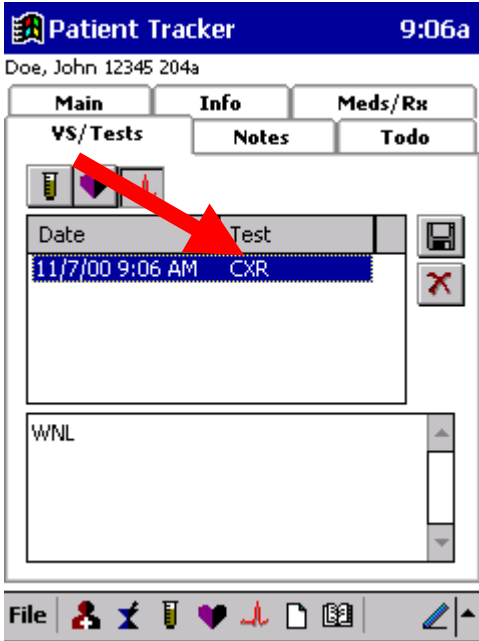 Patient Tracker 9:06a
Doe, John 12345 204a
Main Info Meds/Rx
VS/Tests Notes Todo
Date Test
11/7/00 9:06 AM CXR
WNL
File